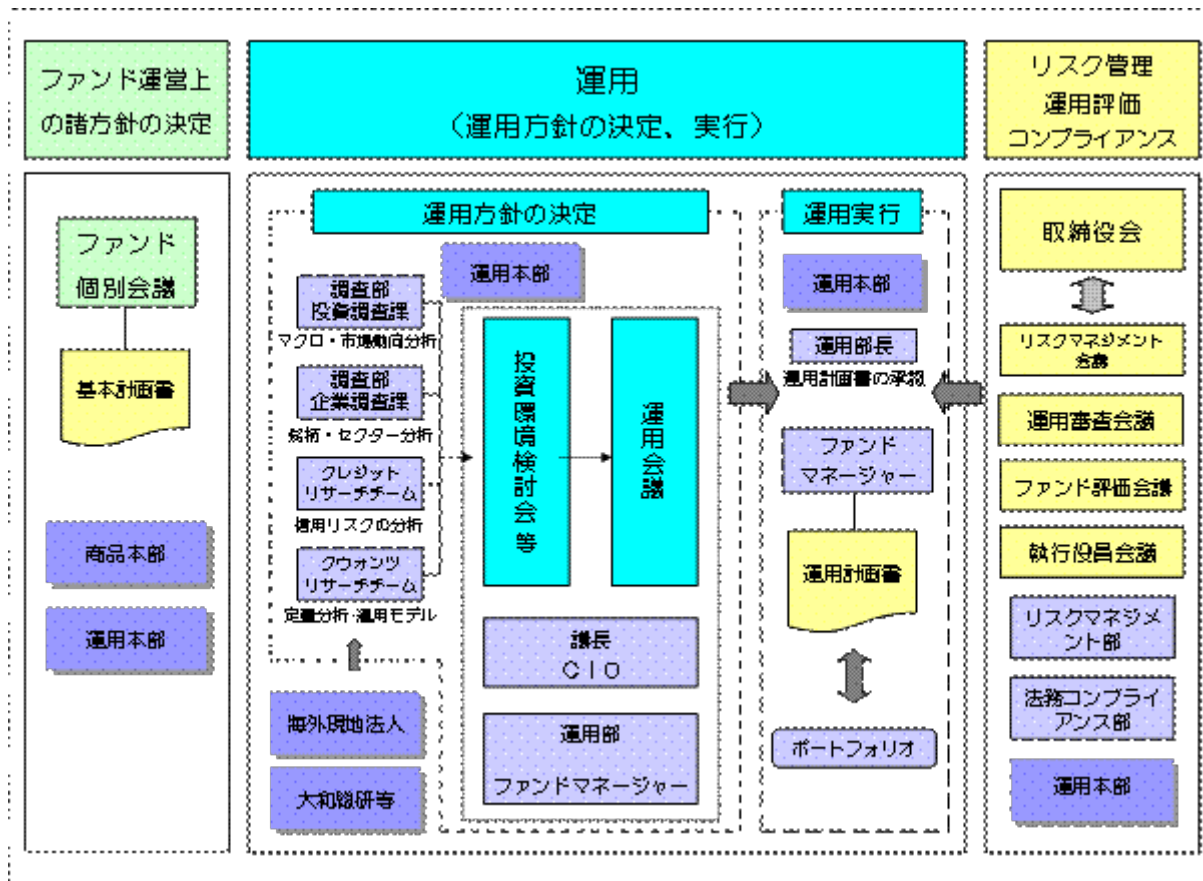 ファンド運営上
の諸方針の決定
運用
(運用方針の決定、実行)
リスク管理
運用評価
コンプライアンス
ファンド
個別会議
基本計画書
商品本部
運用本部
運用方針の決定
運用本部
調査部
投資調査課
マクロ・市場動向分析
調査部
企業調査課
銘柄・セクター分析
クレジット
リサーチチーム
信用リスクの分析
クウォンツ
リサーチチーム
定量分析・運用モデル
海外現地法人
大和総研等
投資環境検討会等
運用会議
議長
CIO
運用部
ファンドマネージャー
運用実行
運用本部
運用部長
運用計画書の承認
ファンド
マネージャー
運用計画書
ポートフォリオ
取締役会
リスクマネジメント
会議
運用審査会議
ファンド評価会議
執行役員会議
リスクマネジメ
ント部
法務コンプライ
アンス部
運用本部